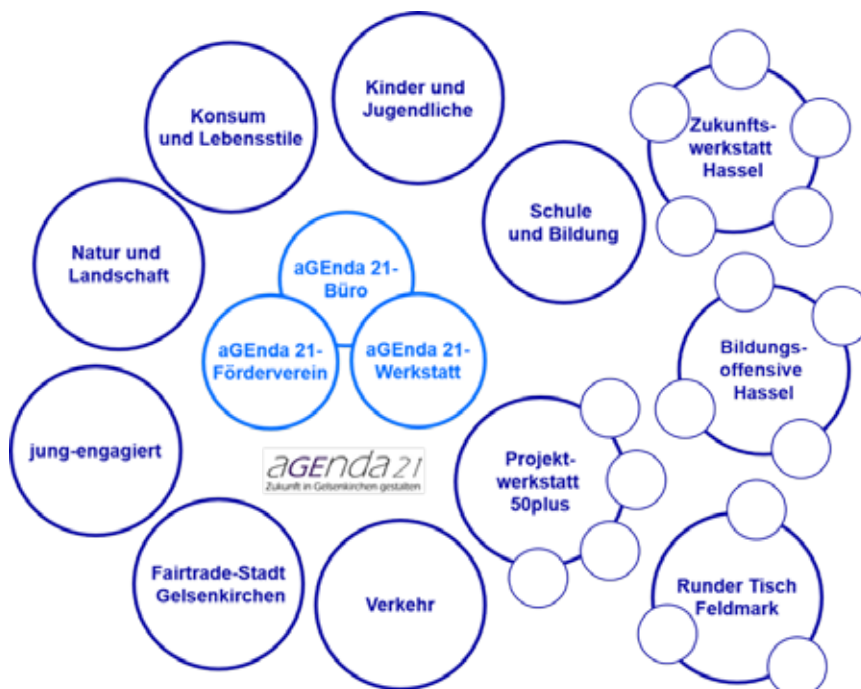 Kinder und
Jugendliche
Konsum
und Lebensstile
Zukunfts-
werkstatt
Hassel
Schule
und Bildung
Natur und
Landschaft
aGEnda 21-
Büro
aGEnda 21-
Förderverein
aGEnda 21-
Werkstatt
Bildungs-
offensive
Hassel
jung-engagiert
aGEnda 21
Zukunft in Gelsenkirchen gestalten
Projekt-
werkstatt
50plus
Fairtrade-Stadt
Gelsenkirchen
Verkehr
Runder Tisch
Feldmark